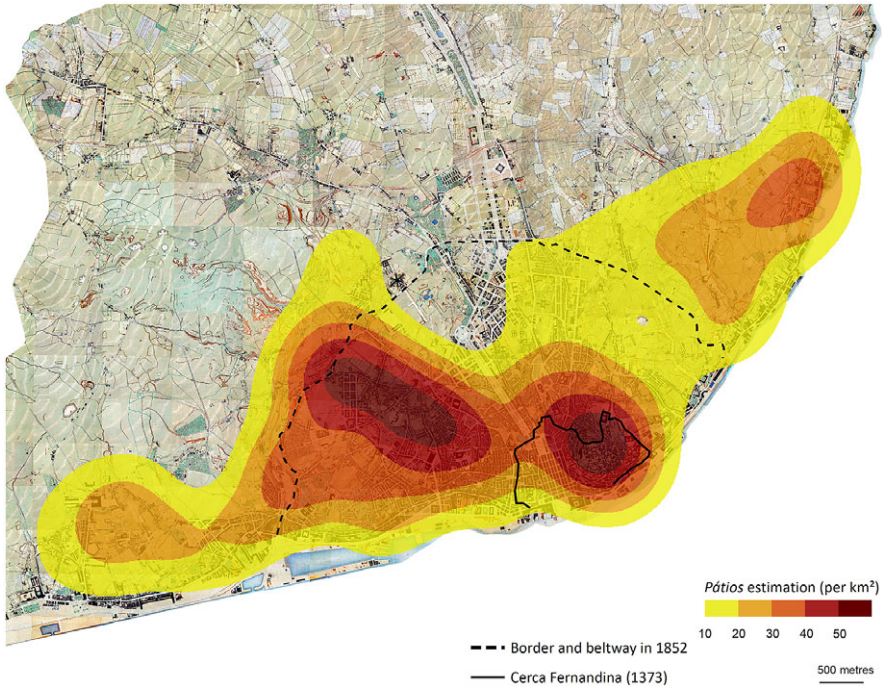 Pátios estimation (per km²)
10 20 30 40 50
Border and beltway in 1852
Cerca Fernandina (1373)
500 metres